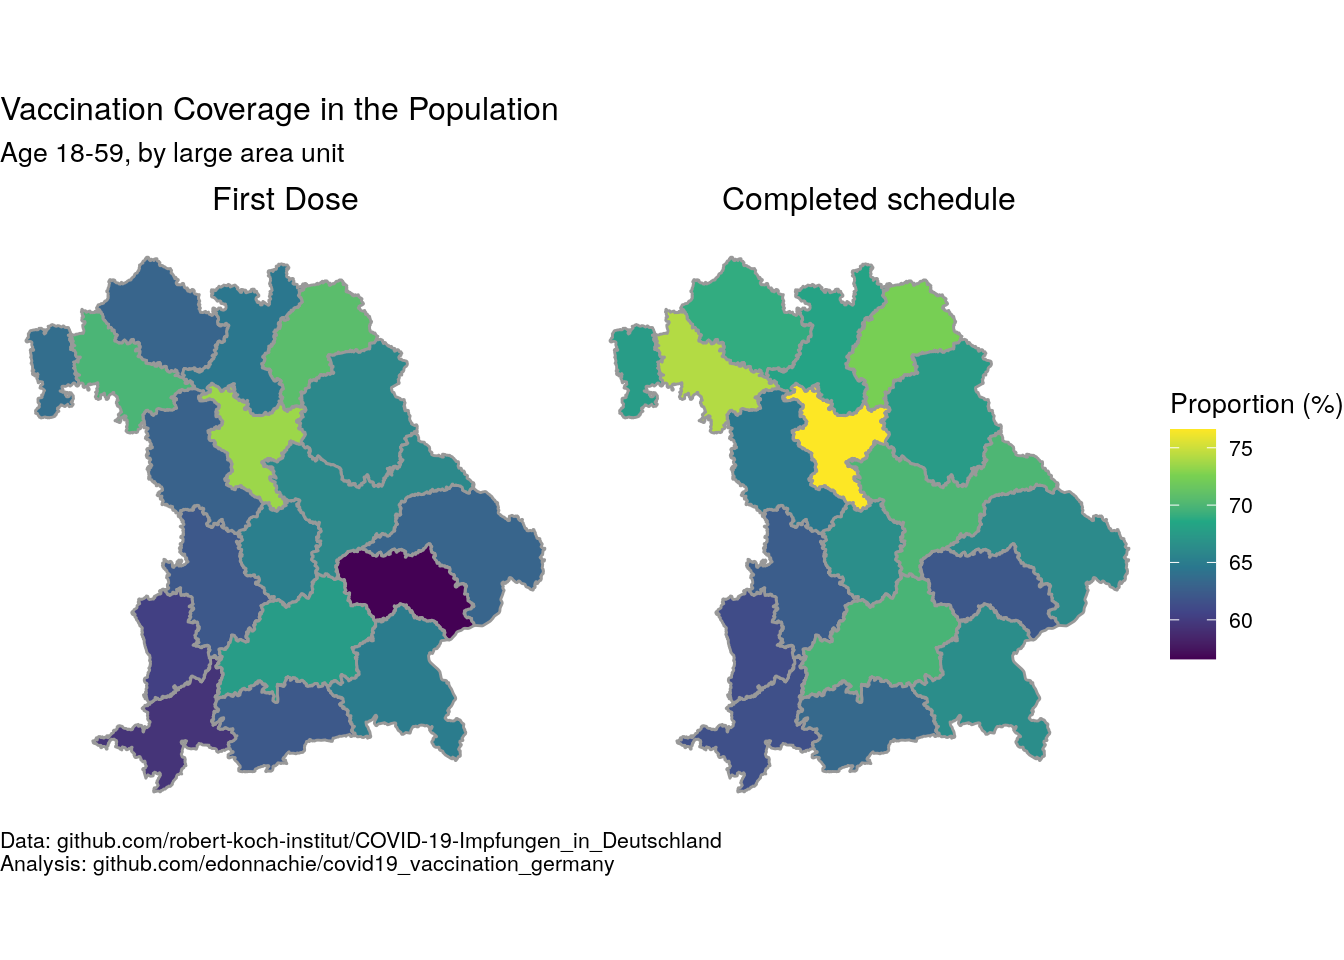 Vaccination Coverage in the Population
Age 18-59, by large area unit
First Dose
Completed schedule
Proportion (%)
75
70
65
60
Data: github.com/robert-koch-institut/COVID-19-Impfungen_in_Deutschland
Analysis: github.com/edonnachie/covid19_vaccination_germany